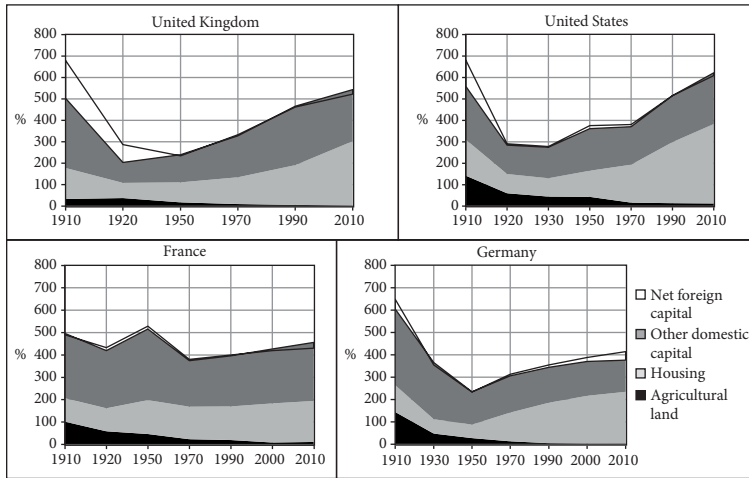 United Kingdom
800
700
600
500
%
400
300
200
100
0
1910 1920 1950 1970 1990 2010
United States
800
700
600
500
%
400
300
200
100
0
1910 1920 1930 1950 1970 1990 2010
France
800
700
600
500
%
400
300
200
100
0
1910 1920 1950 1970 1990 2000 2010
Germany
800
700
600
500
%
400
300
200
100
0
1910 1930 1950 1970 1990 2000 2010
Net foreign
capital
Other domestic
capital
Housing
Agricultural
land